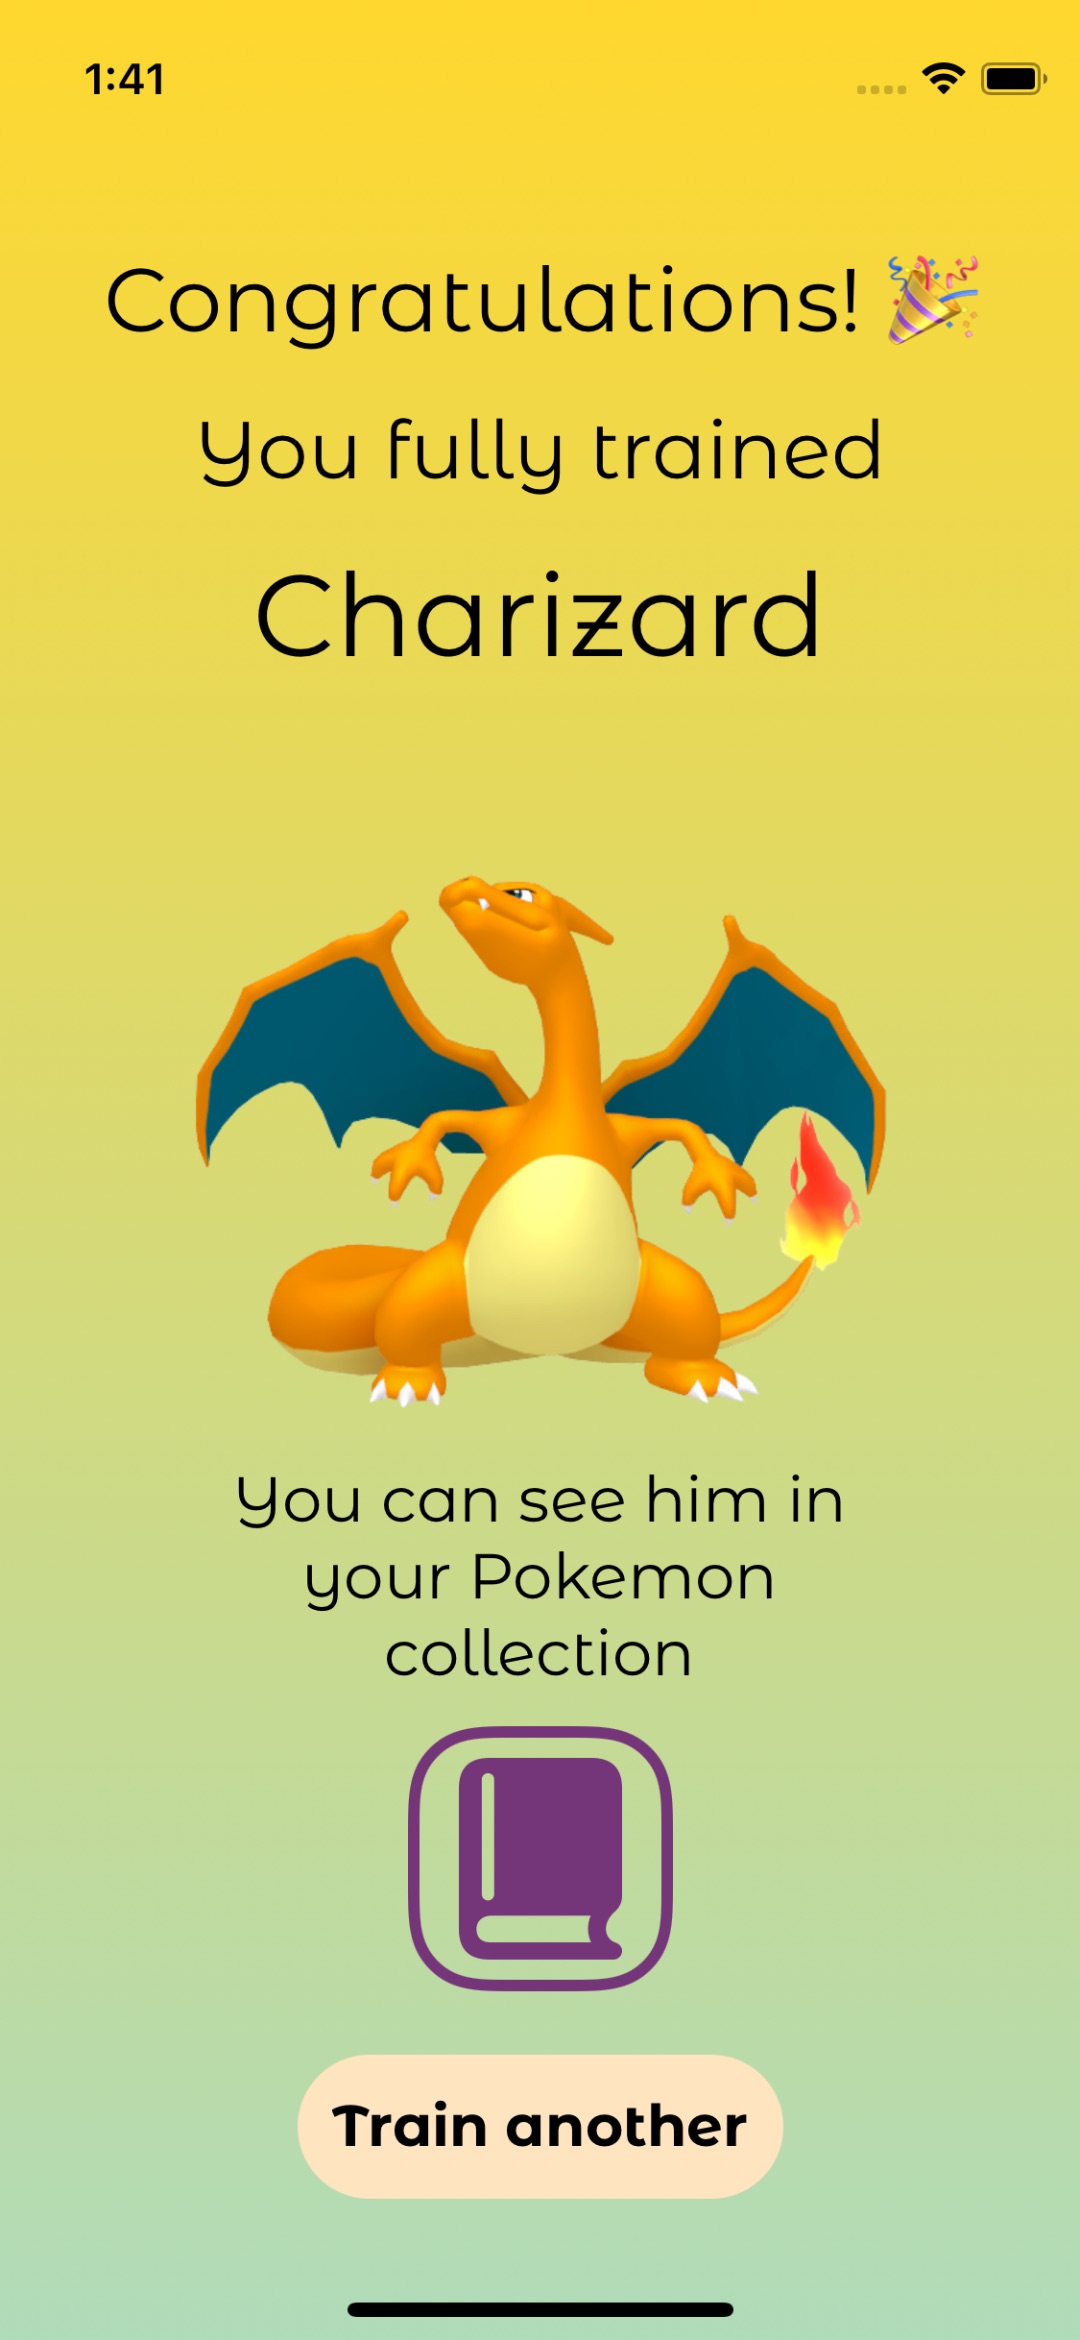 1:41
Congratulations! 🎉
You fully trained
Charizard
You can see him in
your Pokemon
collection
Train another